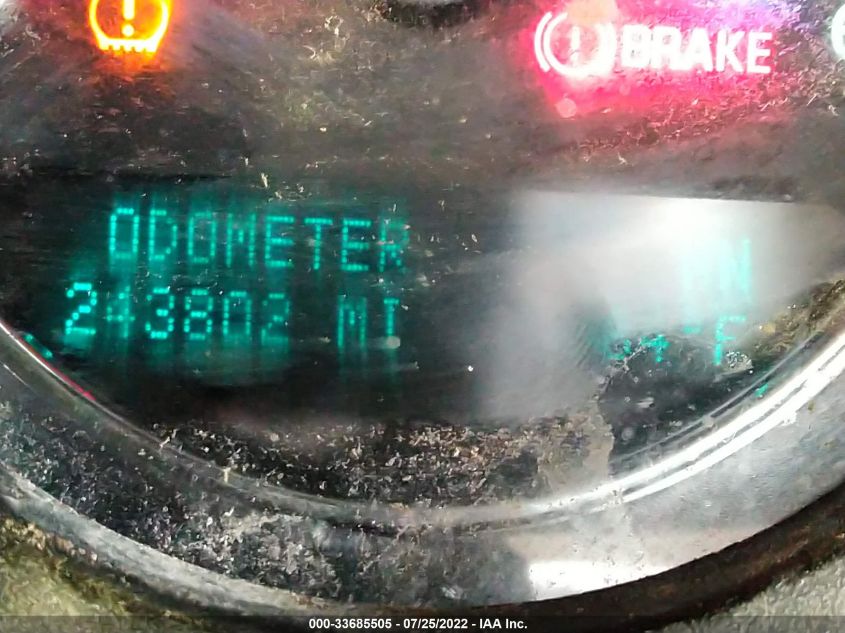 BRAKE
ODOMETER
243802 MI
°F
000-33685505 - 07/25/2022 - IAA Inc.